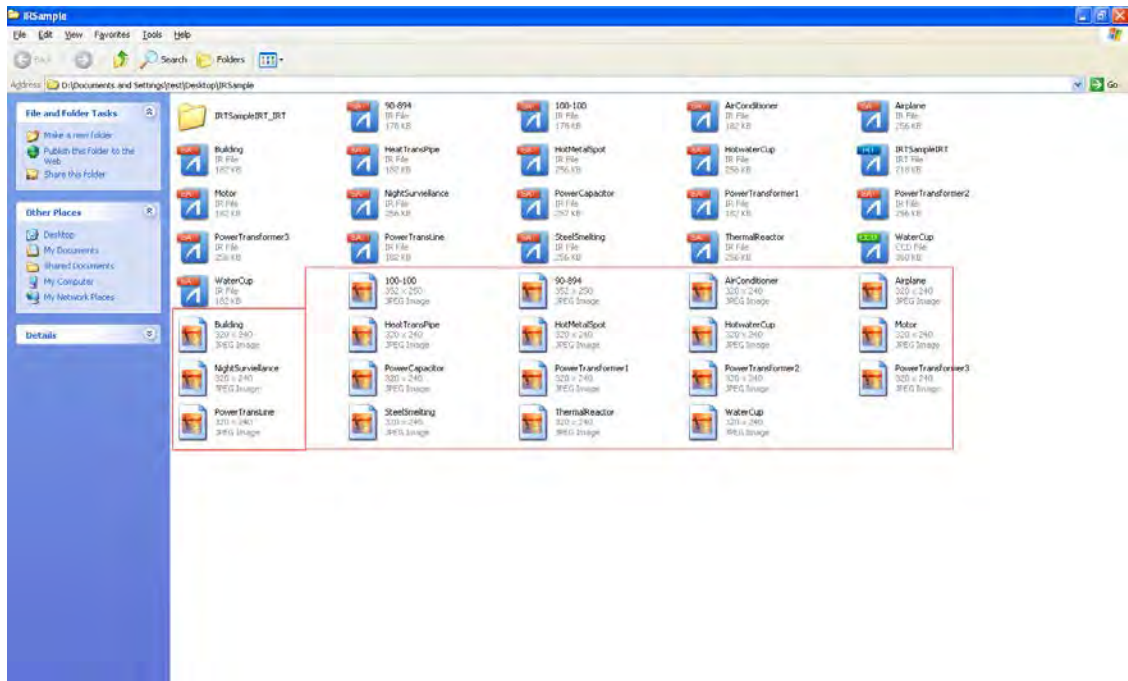 IRSample
File Edit View Favorites Tools Help
Back Search Folders
Address D:\Documents and Settings\test\Desktop\IRSample Go
File and Folder Tasks
Make a new folder
Publish this folder to the
Web
Share this folder
Other Places
Desktop
My Documents
Shared Documents
My Computer
My Network Places
Details
IRTSampleIRT_IRT
90-894
IR File
178 KB
100-100
IR File
178 KB
AirConditioner
IR File
182 KB
Airplane
IR File
256 KB
Building
IR File
182 KB
HeatTransPipe
IR File
182 KB
HotMetalSpot
IR File
256 KB
HotwaterCup
IR File
256 KB
IRTSampleIRT
IRT File
Motor
IR File
182 KB
NightSurviellance
IR File
256 KB
PowerCapacitor
IR File
PowerTransformer1
IR File
182 KB
PowerTransformer2
IR File
256 KB
PowerTransformer3
IR File
256 KB
PowerTransLine
IR File
182 KB
SteelSmelting
IR File
256 KB
ThermalReactor
IR File
256 KB
WaterCup
CCD File
WaterCup
IR File
182 KB
100-100
352 x 250
JPEG Image
90-894
352 x 250
JPEG Image
AirConditioner
320 x 240
JPEG Image
Airplane
320 x 240
JPEG Image
Building
320 x 240
JPEG Image
HeatTransPipe
320 x 240
JPEG Image
HotMetalSpot
320 x 240
JPEG Image
HotwaterCup
320 x 240
JPEG Image
Motor
320 x 240
JPEG Image
NightSurviellance
320 x 240
JPEG Image
PowerCapacitor
320 x 240
JPEG Image
PowerTransformer1
320 x 240
JPEG Image
PowerTransformer2
320 x 240
JPEG Image
PowerTransformer3
320 x 240
JPEG Image
PowerTransLine
320 x 240
JPEG Image
SteelSmelting
320 x 240
JPEG Image
ThermalReactor
320 x 240
JPEG Image
WaterCup
320 x 240
JPEG Image